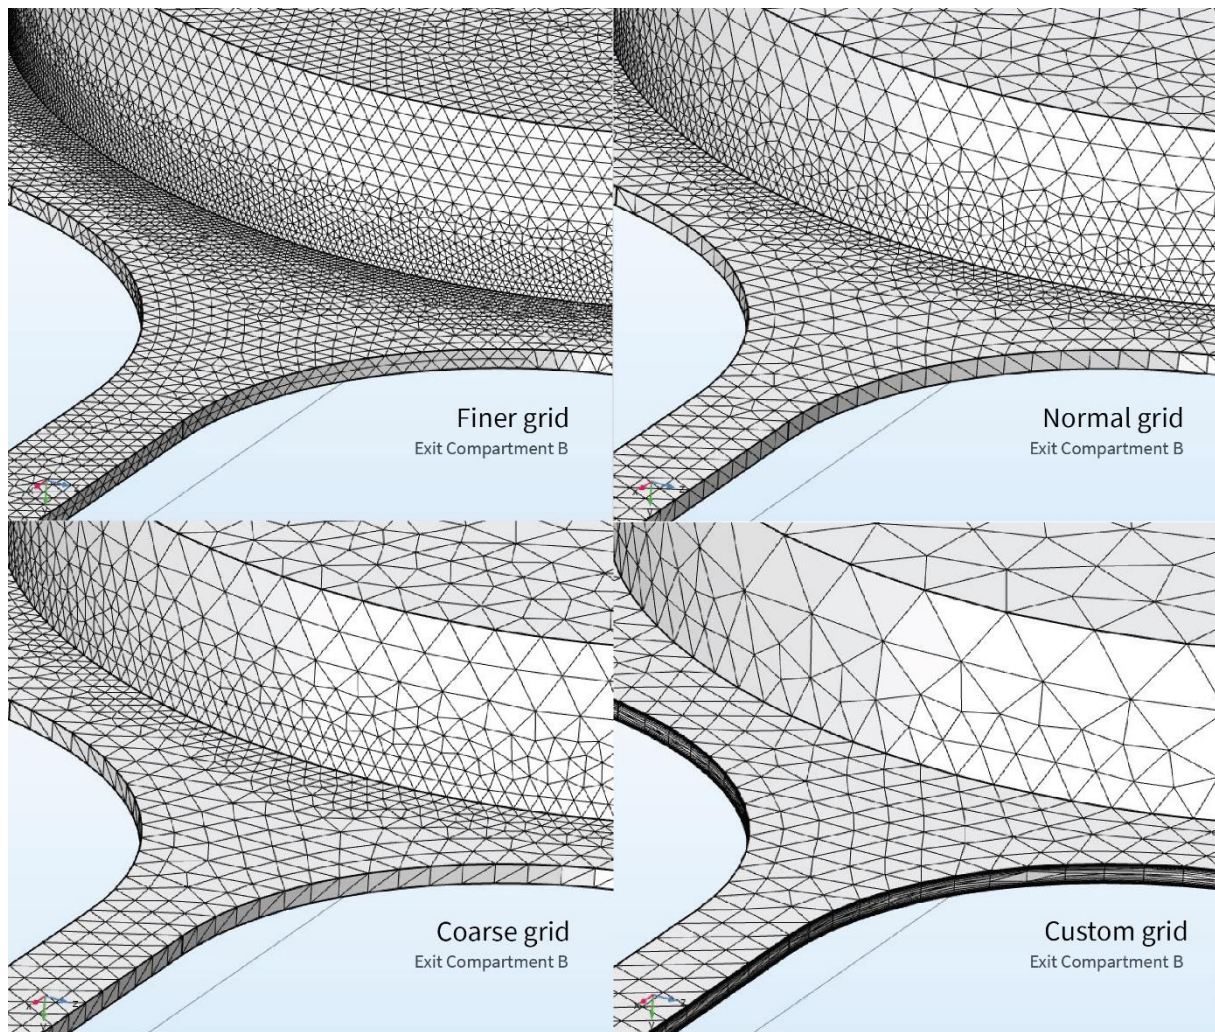 Finer grid
Exit Compartment B
Normal grid
Exit Compartment B
Coarse grid
Exit Compartment B
Custom grid
Exit Compartment B